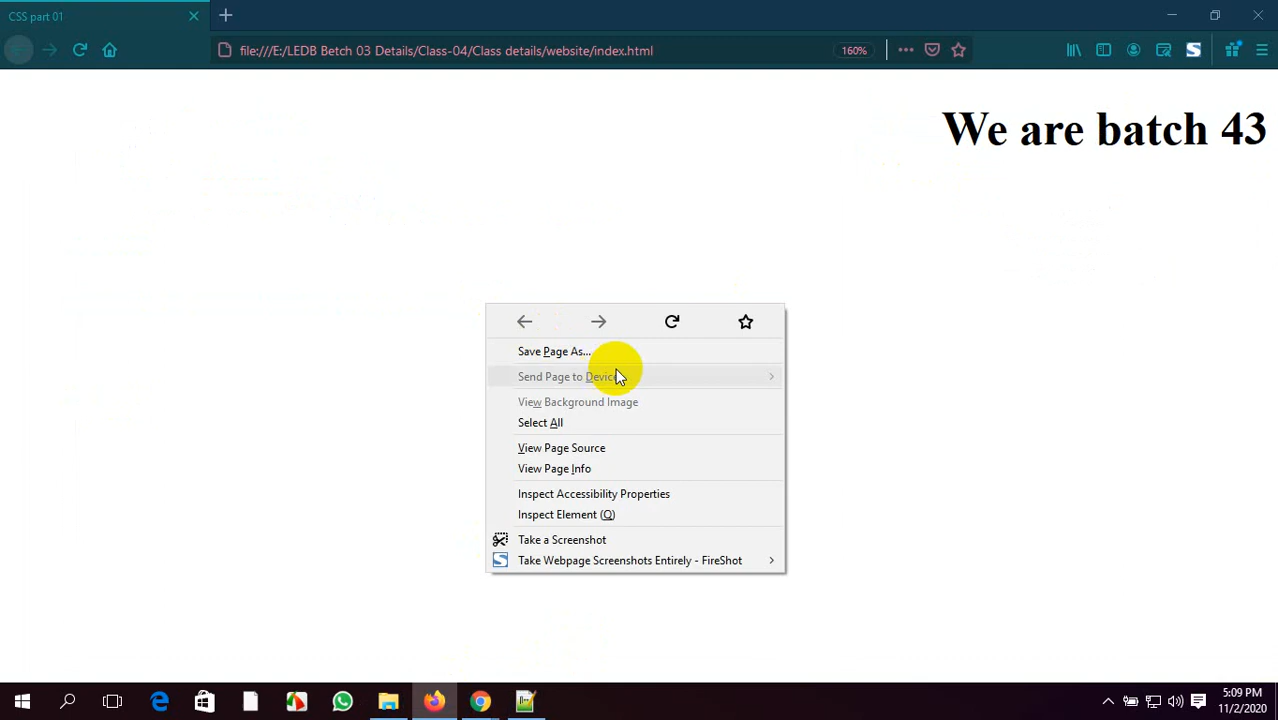 CSS part 01
file:///E:/LEDB Betch 03 Details/Class-04/Class details/website/index.html
160%
We are batch 43
Save Page As...
Send Page to Device
View Background Image
Select All
View Page Source
View Page Info
Inspect Accessibility Properties
Inspect Element (Q)
Take a Screenshot
Take Webpage Screenshots Entirely - FireShot
5:09 PM
11/2/2020